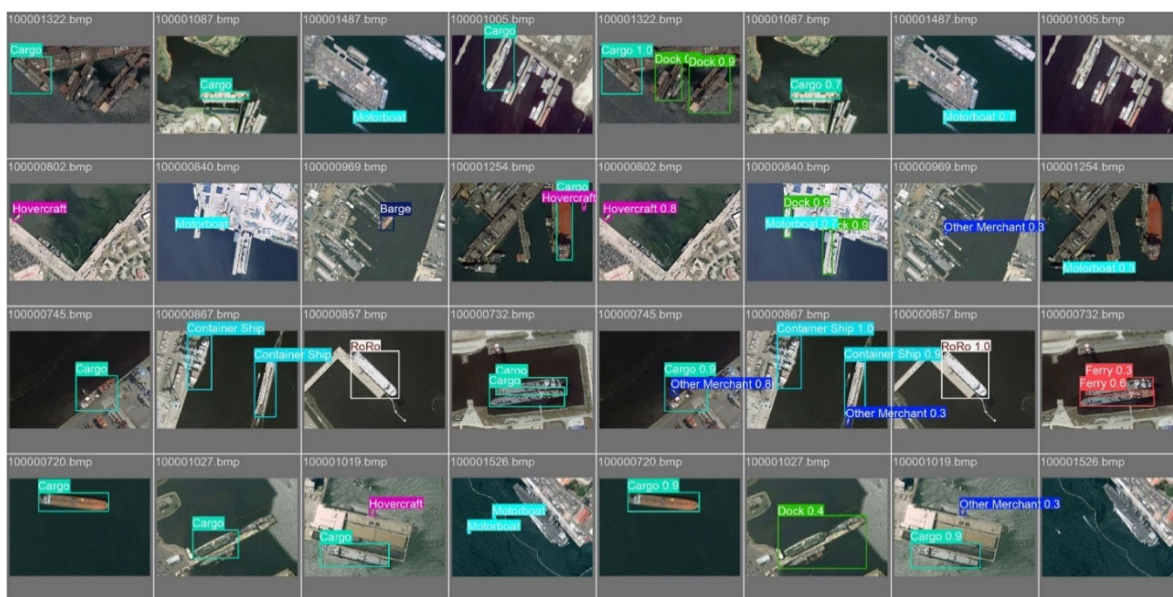 100001322.bmp 100001087.bmp 100001487.bmp 100001005.bmp 100001322.bmp 100001087.bmp 100001487.bmp 100001005.bmp
Cargo Cargo Cargo 1.0
Dock 0.9
Cargo Cargo 0.7
Motorboat Motorboat 0.7
100000802.bmp 100000840.bmp 100000969.bmp 100001254.bmp 100000802.bmp 100000840.bmp 100000969.bmp 100001254.bmp
Cargo
Hovercraft Barge Hovercraft Hovercraft 0.8 Dock 0.9
Motorboat Motorboat 0.7 ck 0.9 Other Merchant 0.3
Motorboat 0.3
100000745.bmp 100000867.bmp 100000857.bmp 100000732.bmp 100000745.bmp 100000867.bmp 100000857.bmp 100000732.bmp
Container Ship Container Ship 1.0
RoRo RoRo 1.0
Container Ship Container Ship 0.9
Cargo Cargo Cargo 0.9 Ferry 0.3
Cargo Other Merchant 0.8 Ferry 0.6
Other Merchant 0.3
100000720.bmp 100001027.bmp 100001019.bmp 100001526.bmp 100000720.bmp 100001027.bmp 100001019.bmp 100001526.bmp
Cargo Cargo 0.9
Hovercraft Motorboat Other Merchant 0.3
Cargo Motorboat Dock 0.4
Cargo Cargo 0.9